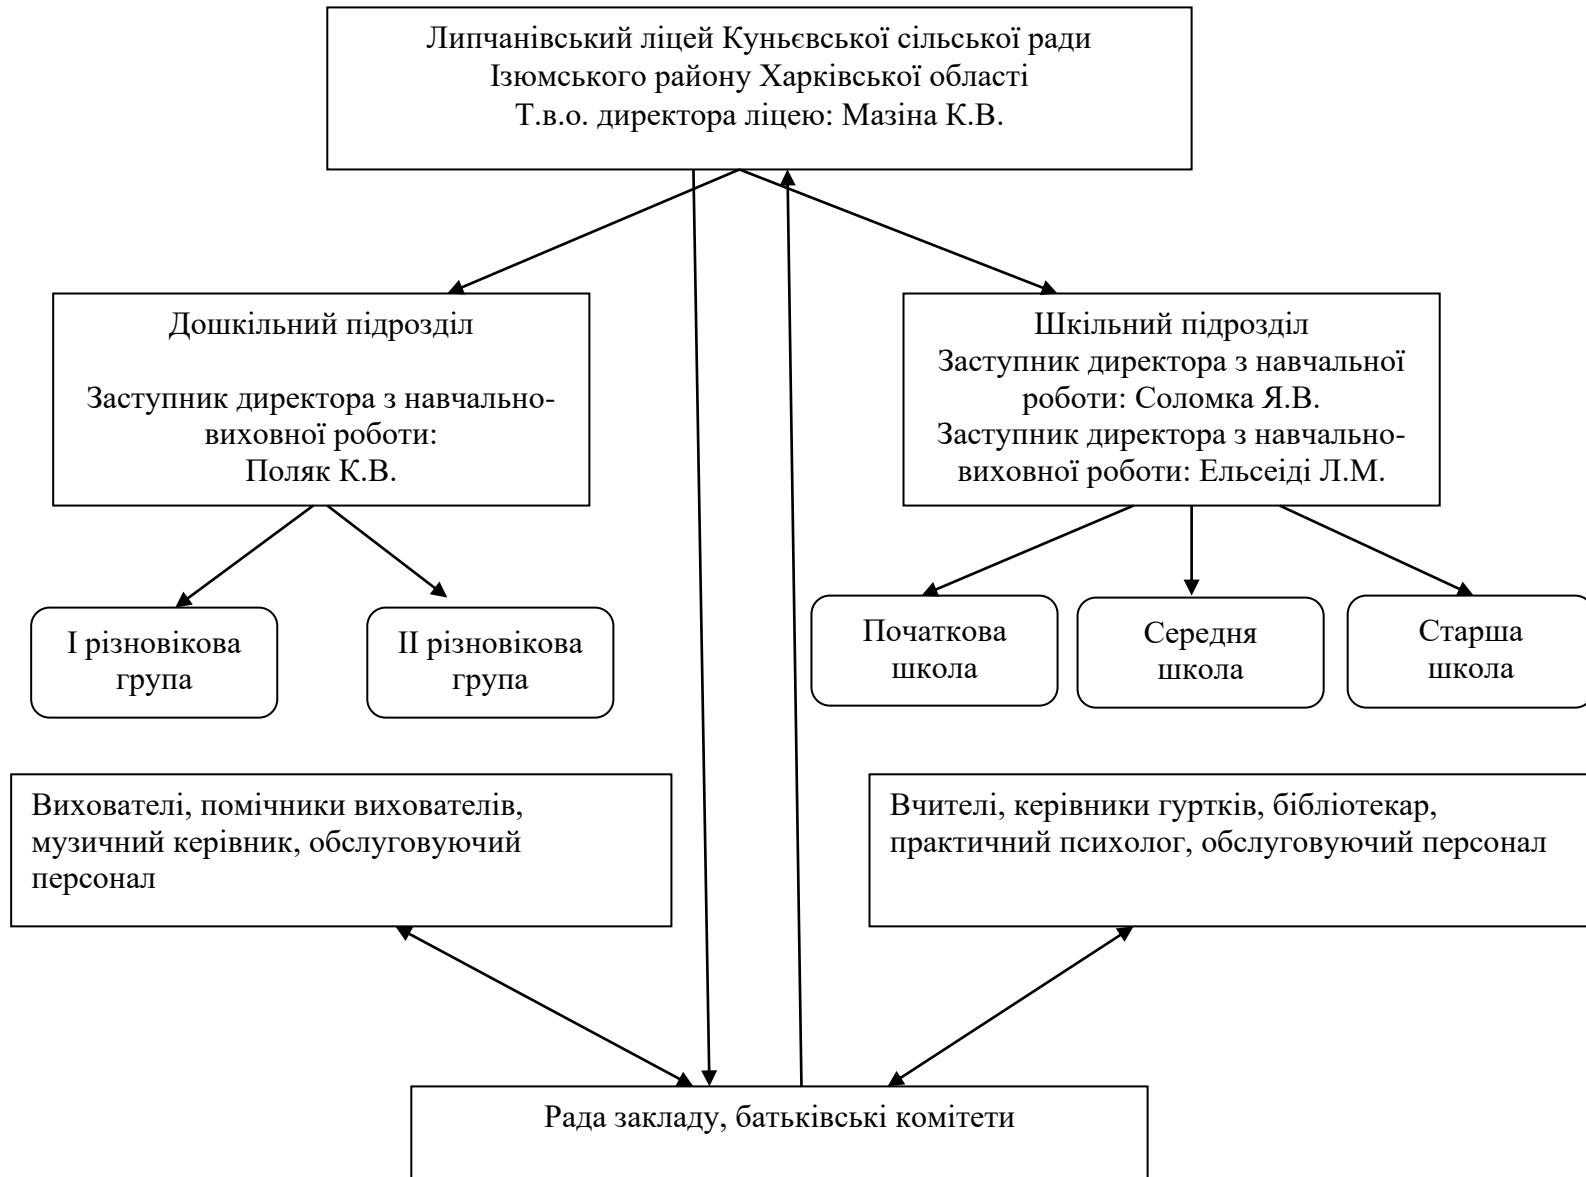 Липчанівський ліцей Куньєвської сільської ради
Ізюмського району Харківської області
Т.в.о. директора ліцею: Мазіна К.В.
Дошкільний підрозділ
Заступник директора з навчально-
виховної роботи:
Поляк К.В.
Шкільний підрозділ
Заступник директора з навчальної
роботи: Соломка Я.В.
Заступник директора з навчально-
виховної роботи: Ельсеіді Л.М.
І різновікова
група
ІІ різновікова
група
Початкова
школа
Середня
школа
Старша
школа
Вихователі, помічники вихователів,
музичний керівник, обслуговуючий
персонал
Вчителі, керівники гуртків, бібліотекар,
практичний психолог, обслуговуючий персонал
Рада закладу, батьківські комітети